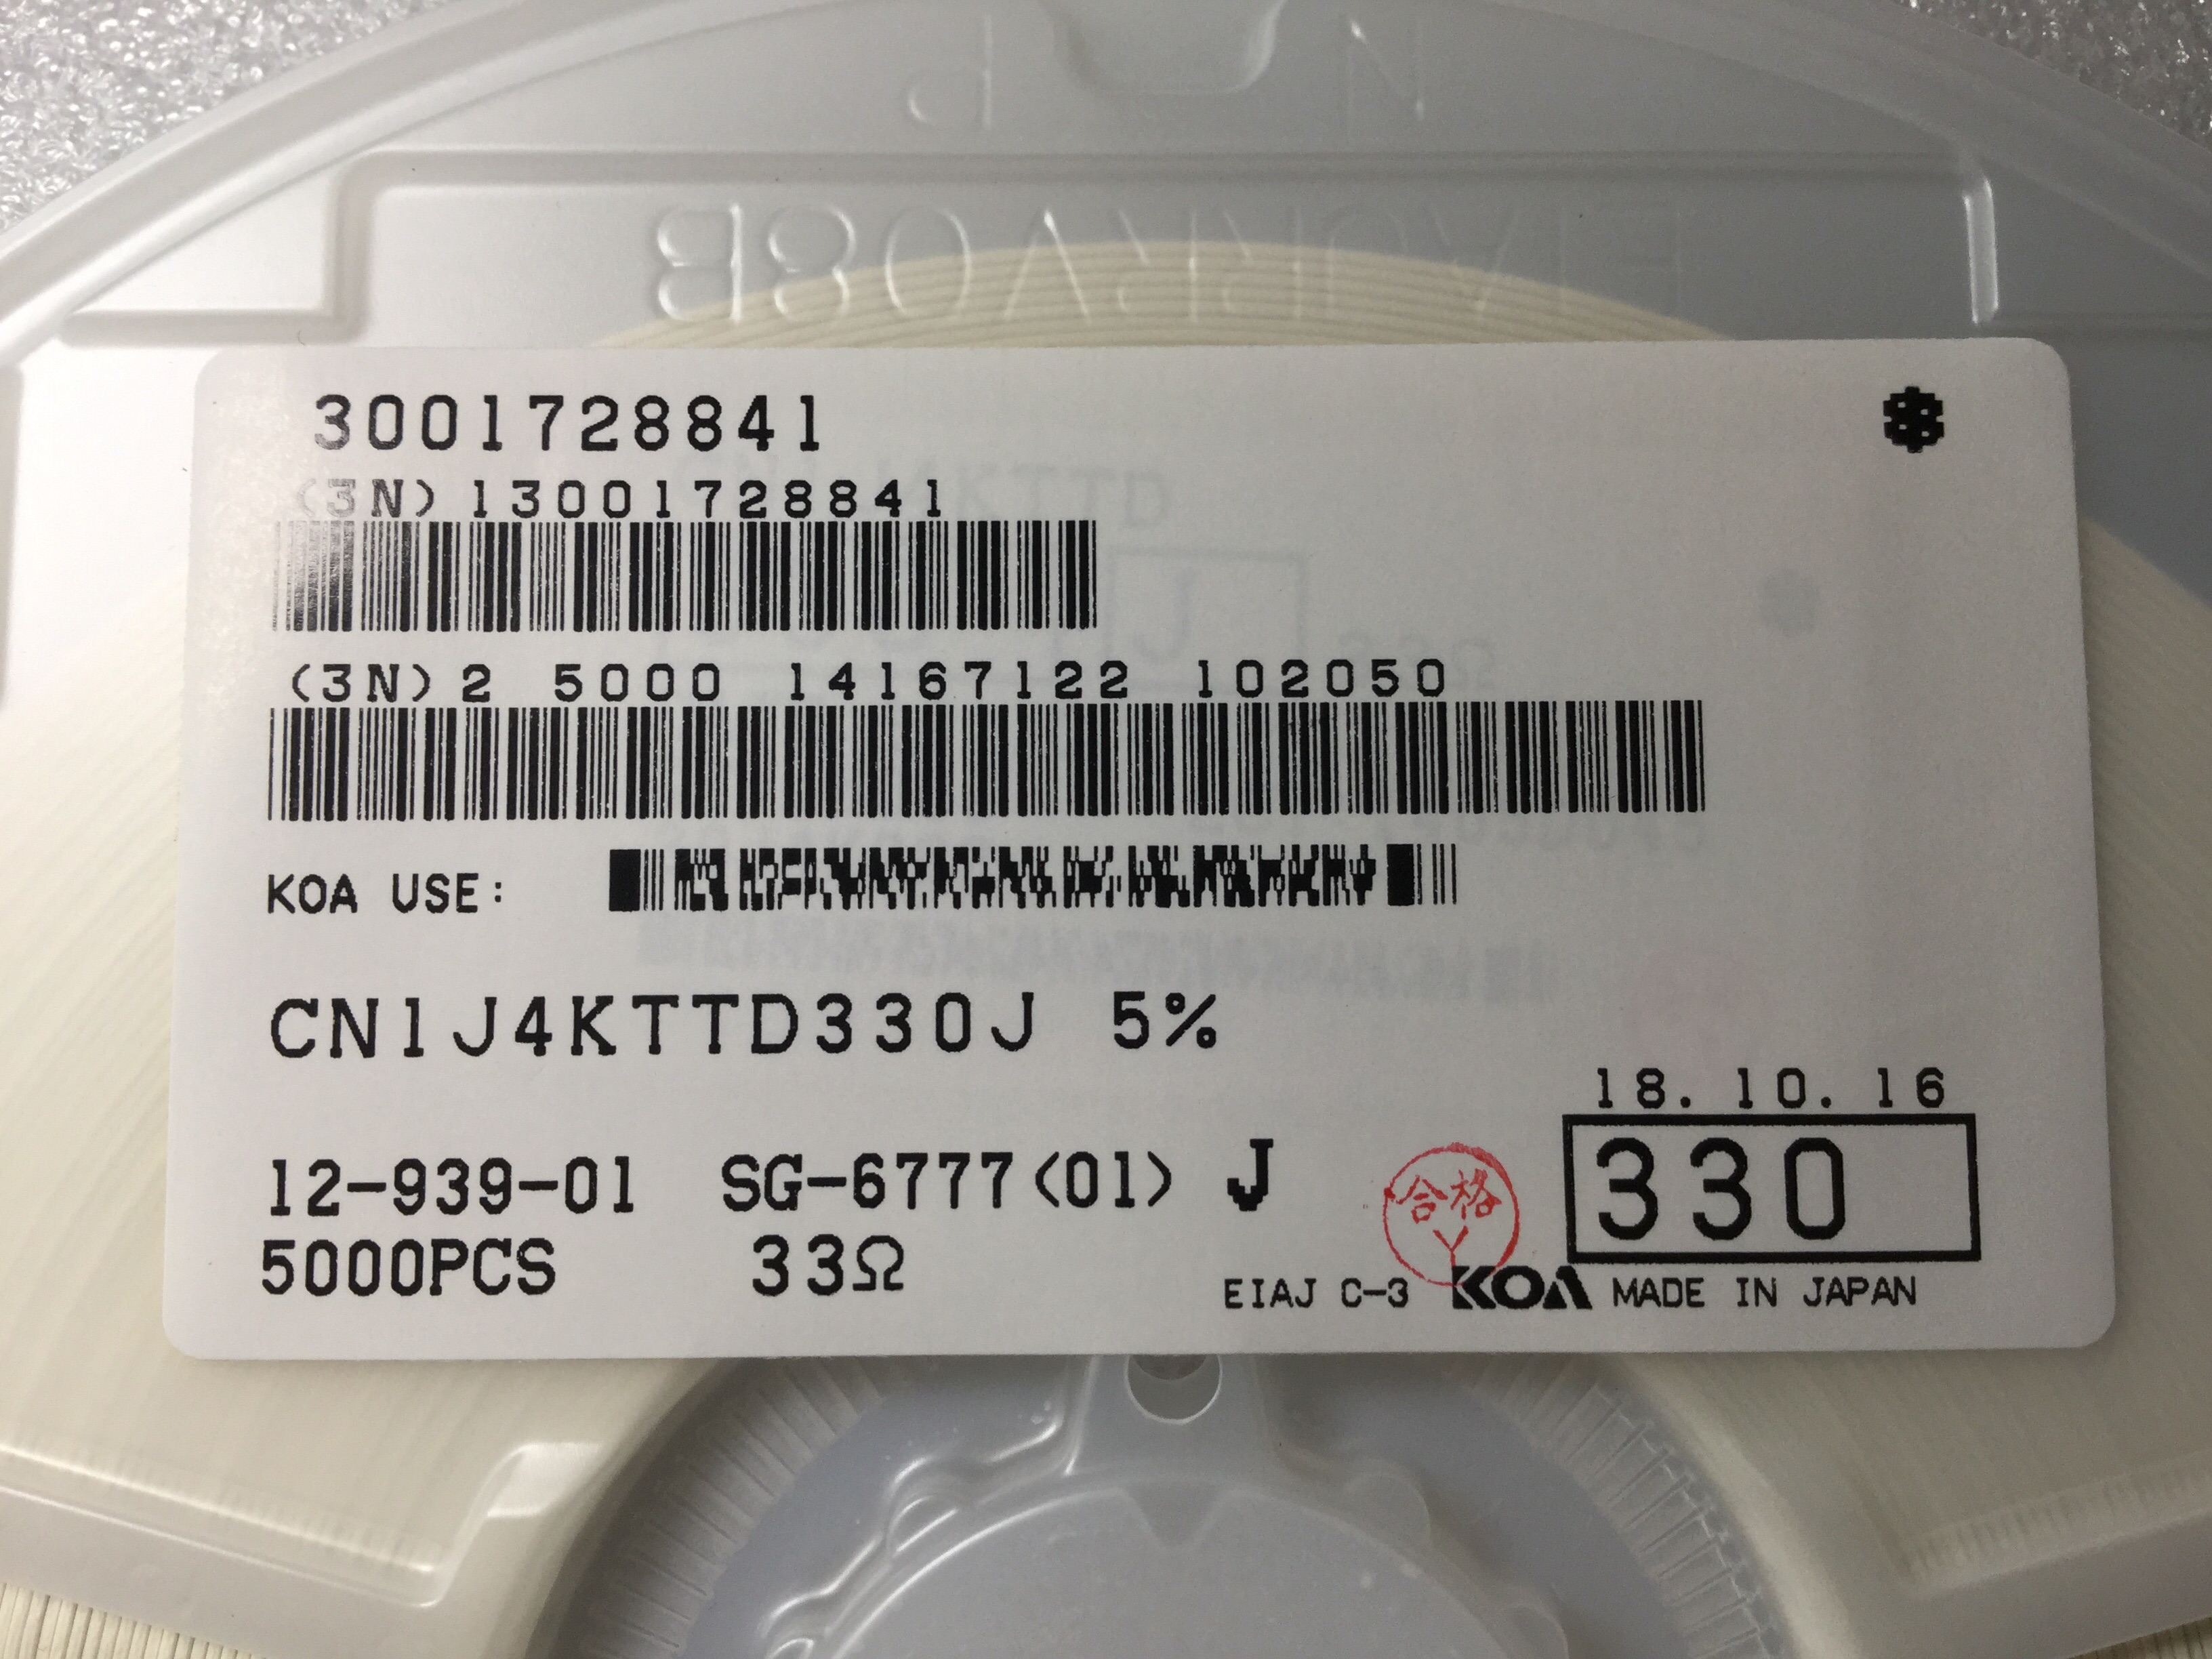 3001728841
(3N)13001728841
(3N)2 5000 14167122 102050
KOA USE:
CN1J4KTTD330J 5%
18.10.16
12-939-01 SG-6777(01) J
合格
Y
330
5000PCS 33Ω
EIAJ C-3 KOA MADE IN JAPAN